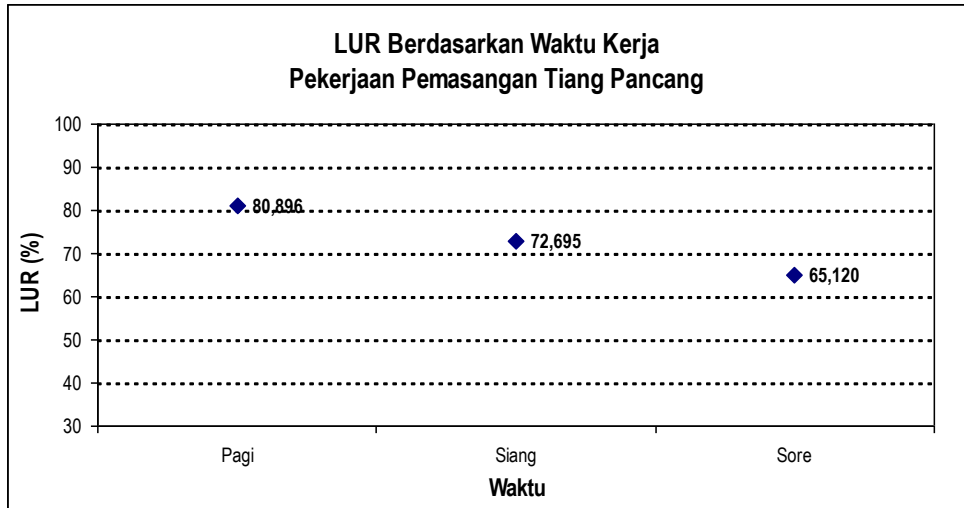 LUR Berdasarkan Waktu Kerja
Pekerjaan Pemasangan Tiang Pancang
LUR (%)
100
90
80
70
60
50
40
30
80,896
72,695
65,120
Pagi
Siang
Sore
Waktu